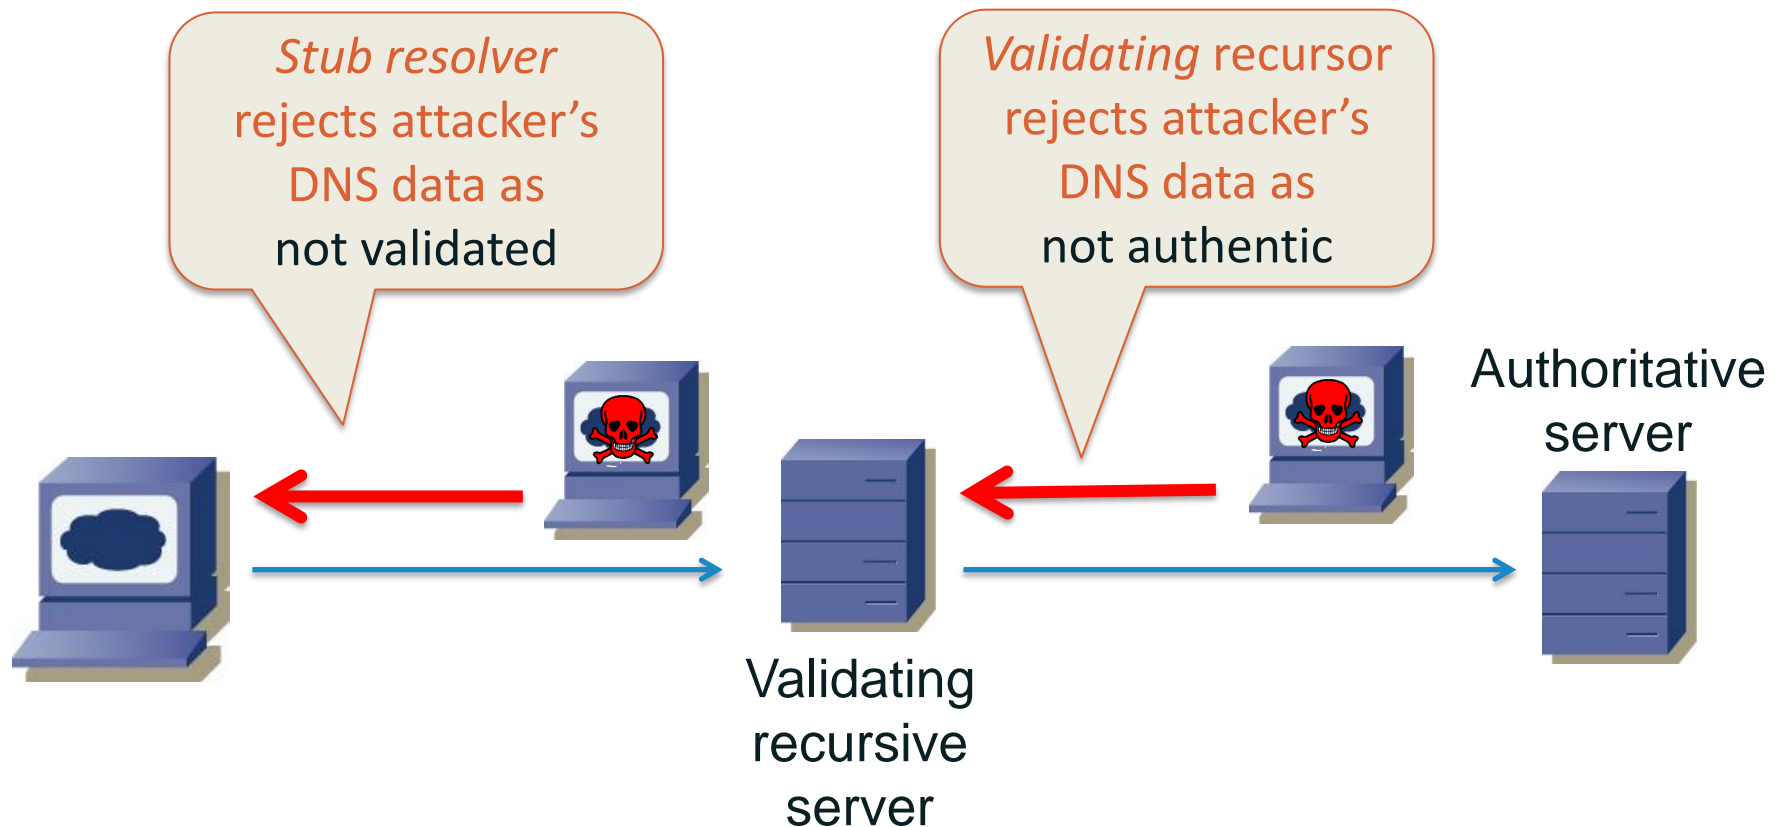 Stub resolver
rejects attacker’s
DNS data as
not validated
Validating recursor
rejects attacker’s
DNS data as
not authentic
Authoritative
server
Validating
recursive
server